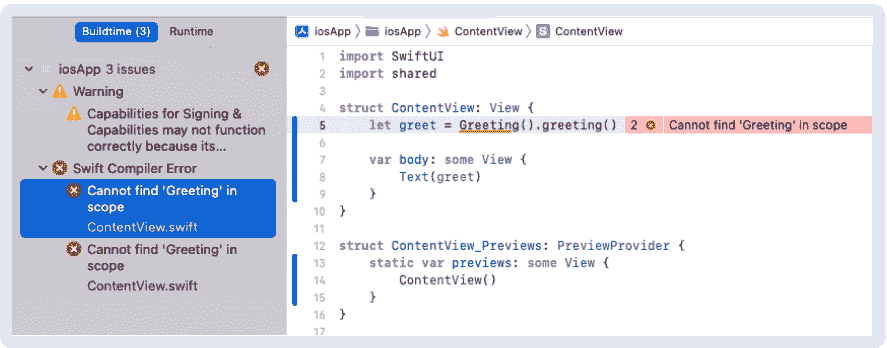 Buildtime (3) Runtime
iosApp 3 issues
Warning
Capabilities for Signing &
Capabilities may not function
correctly because its...
Swift Compiler Error
Cannot find 'Greeting' in
scope
ContentView.swift
Cannot find 'Greeting' in
scope
ContentView.swift
iosApp › iosApp › ContentView › S ContentView
1 import SwiftUI
2 import shared
3
4 struct ContentView: View {
5 let greet = Greeting().greeting() 2 Cannot find 'Greeting' in scope
6
7 var body: some View {
8 Text(greet)
9 }
10 }
11
12 struct ContentView_Previews: PreviewProvider {
13 static var previews: some View {
14 ContentView()
15 }
16 }
17